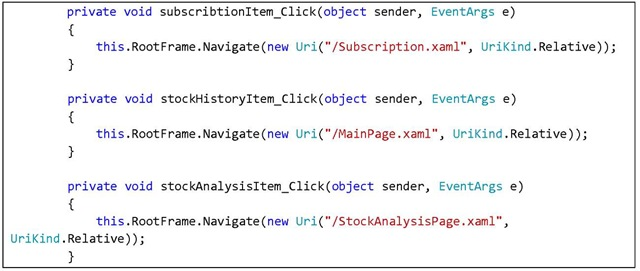 private void subscribtionItem_Click(object sender, EventArgs e)
{
this.RootFrame.Navigate(new Uri("/Subscription.xaml", UriKind.Relative));
}
private void stockHistoryItem_Click(object sender, EventArgs e)
{
this.RootFrame.Navigate(new Uri("/MainPage.xaml", UriKind.Relative));
}
private void stockAnalysisItem_Click(object sender, EventArgs e)
{
this.RootFrame.Navigate(new Uri("/StockAnalysisPage.xaml",
UriKind.Relative));
}